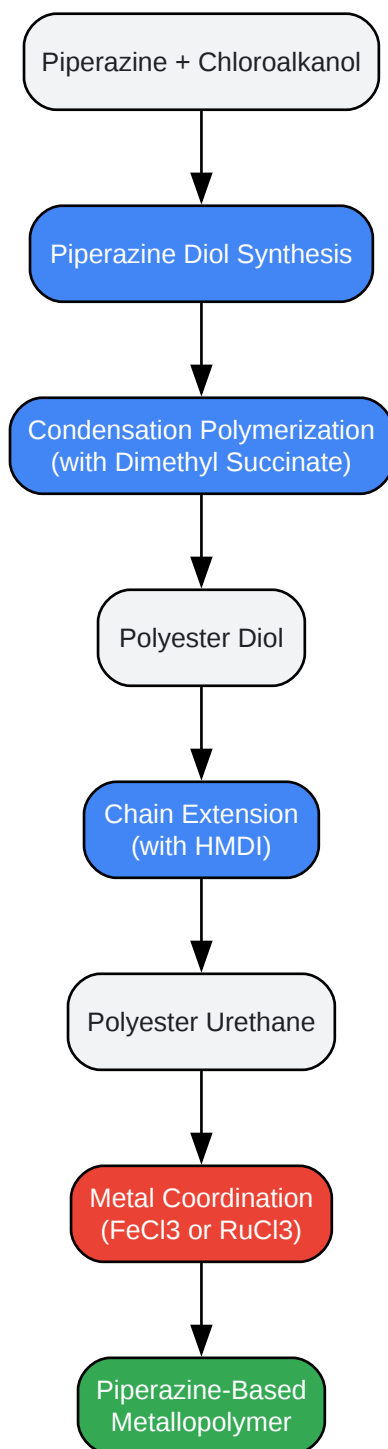 Piperazine + Chloroalkanol
Piperazine Diol Synthesis
Condensation Polymerization
(with Dimethyl Succinate)
Polyester Diol
Chain Extension
(with HMDI)
Polyester Urethane
Metal Coordination
(FeCl3 or RuCl3)
Piperazine-Based
Metallopolymer